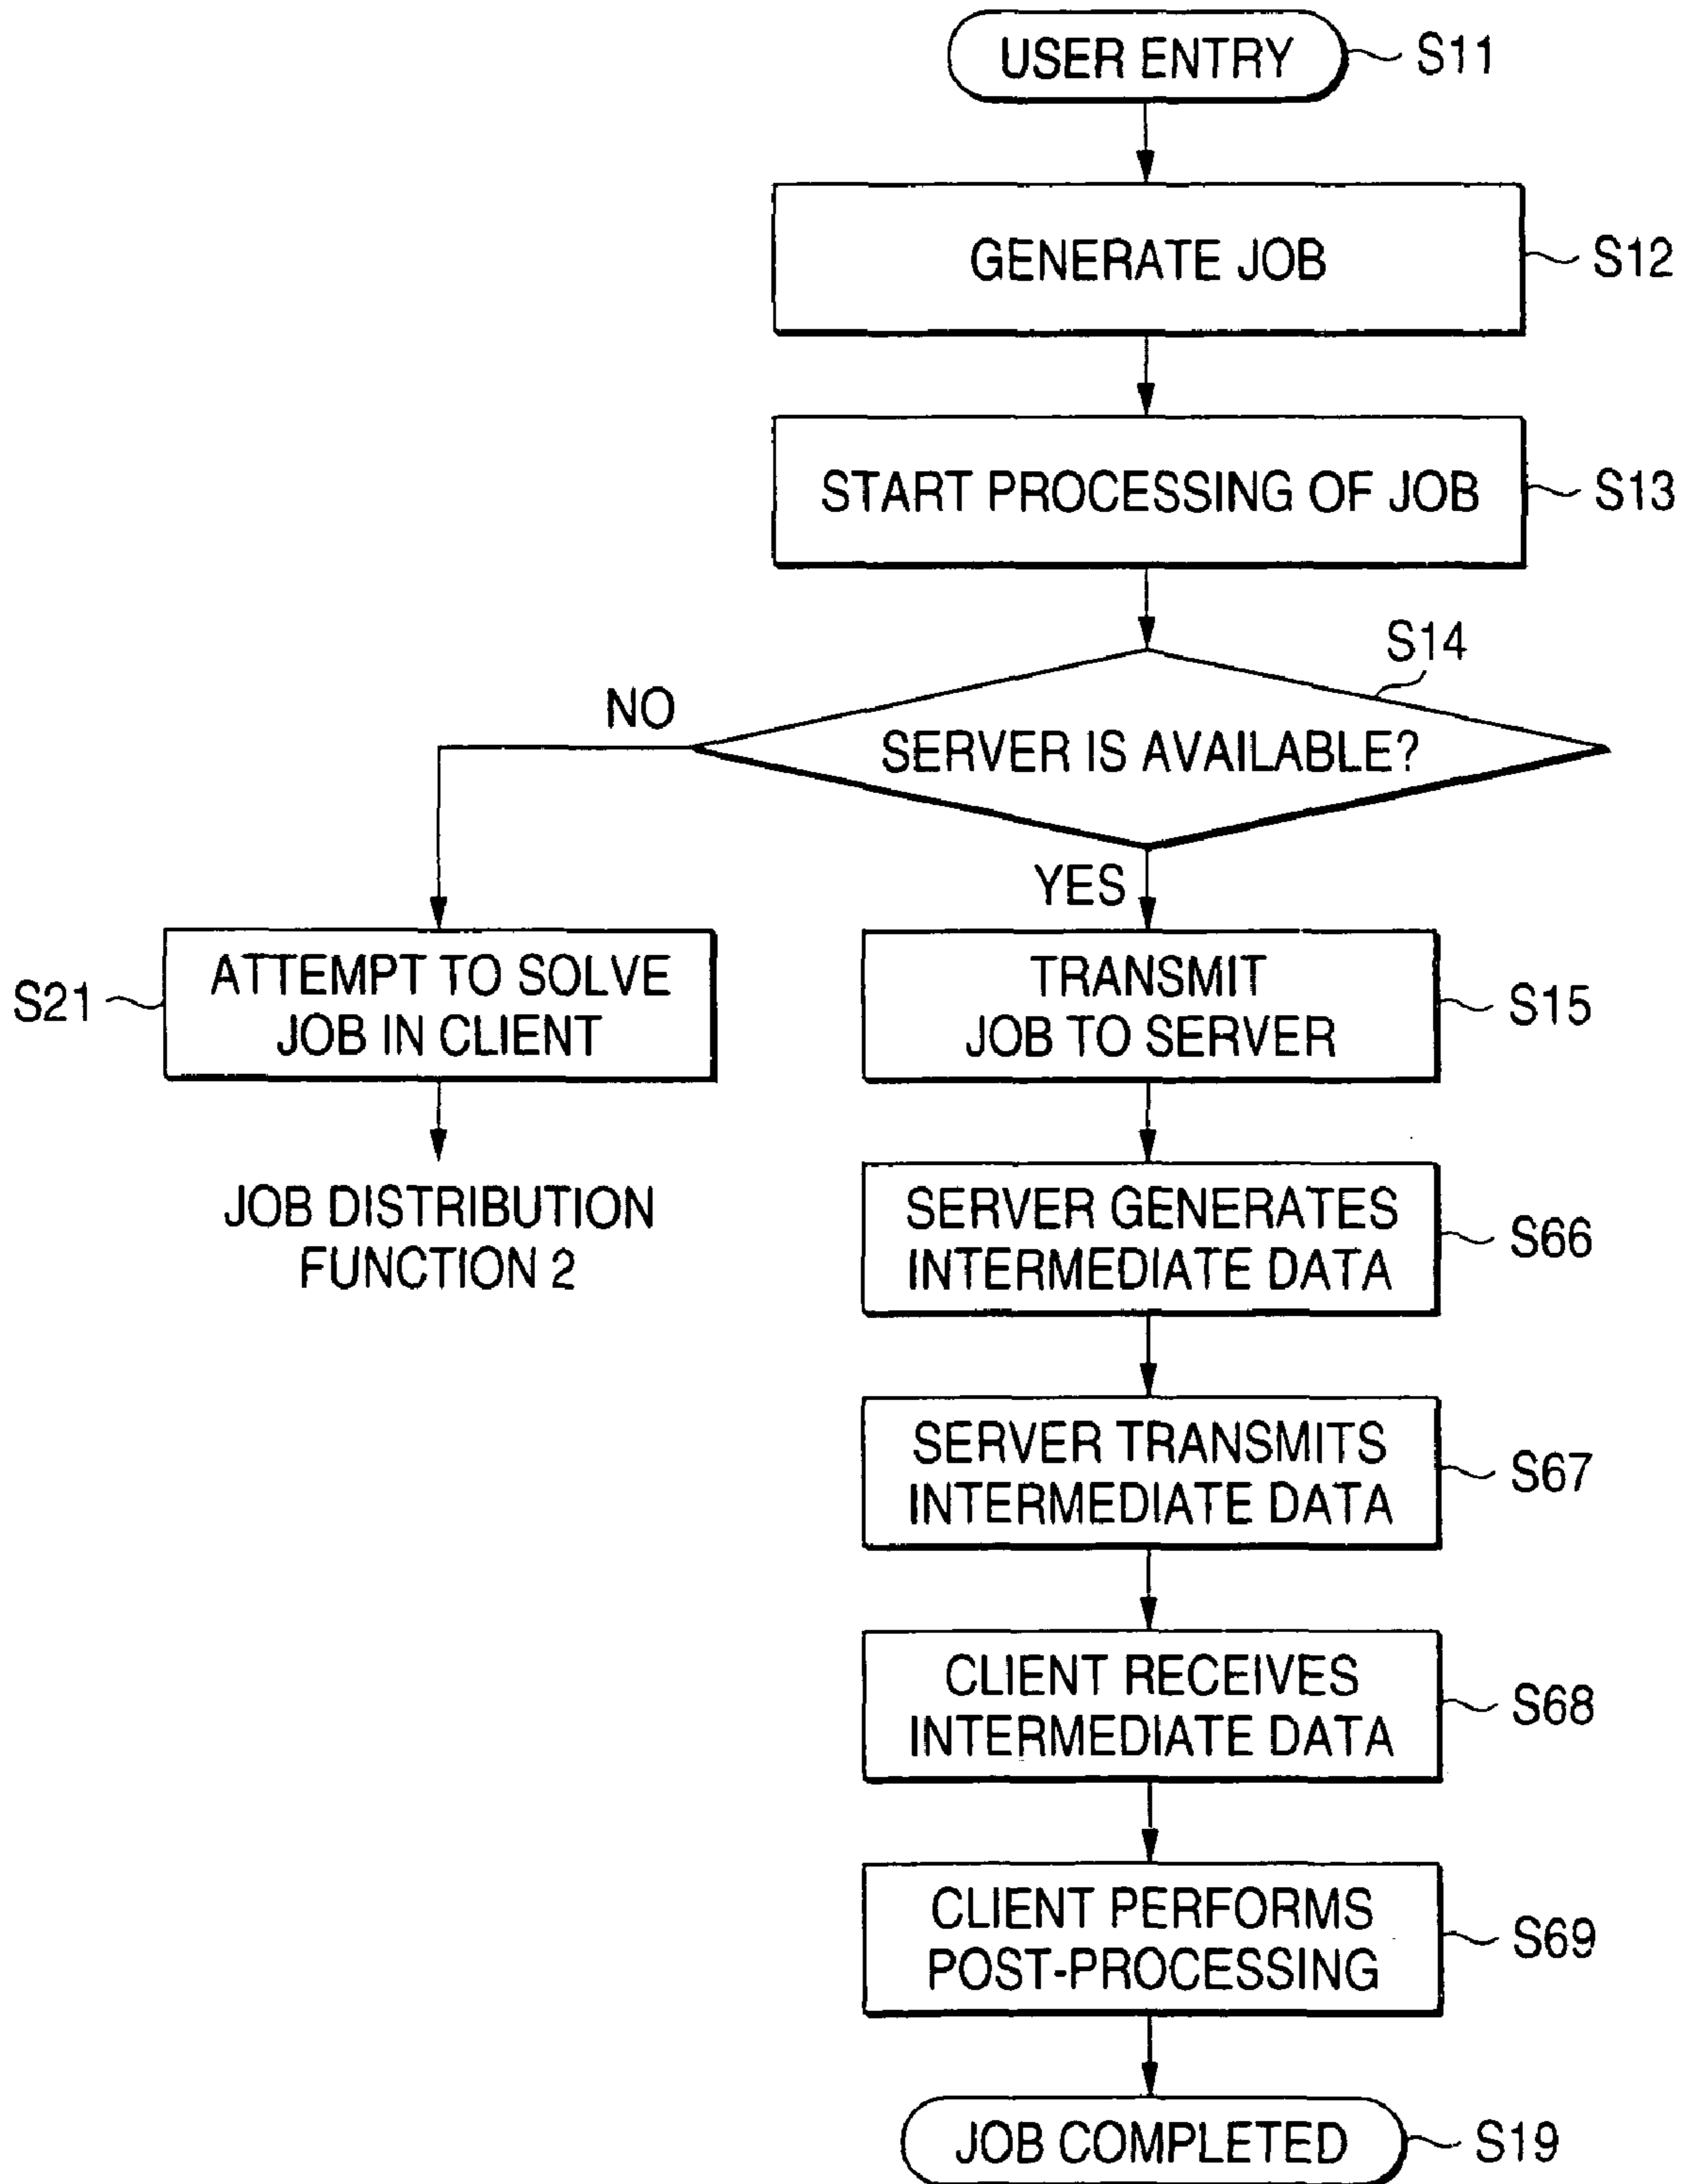 USER ENTRY
S11
GENERATE JOB
S12
START PROCESSING OF JOB
S13
S14
SERVER IS AVAILABLE?
NO
YES
S21
ATTEMPT TO SOLVE
JOB IN CLIENT
JOB DISTRIBUTION
FUNCTION 2
TRANSMIT
JOB TO SERVER
S15
SERVER GENERATES
INTERMEDIATE DATA
S66
SERVER TRANSMITS
INTERMEDIATE DATA
S67
CLIENT RECEIVES
INTERMEDIATE DATA
S68
CLIENT PERFORMS
POST-PROCESSING
S69
JOB COMPLETED
S19